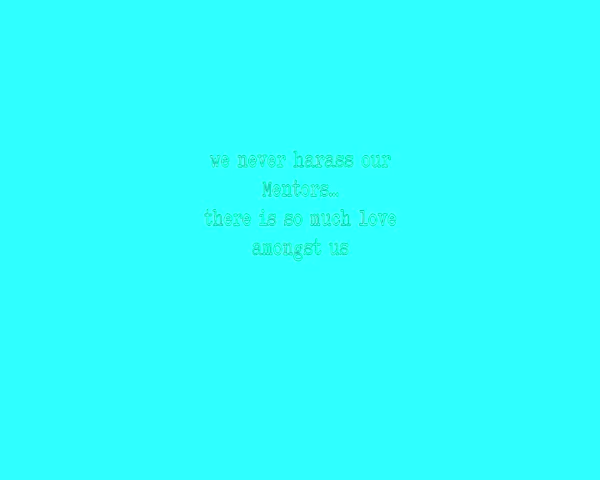 we never harass our
Mentors…
there is so much love
amongst us